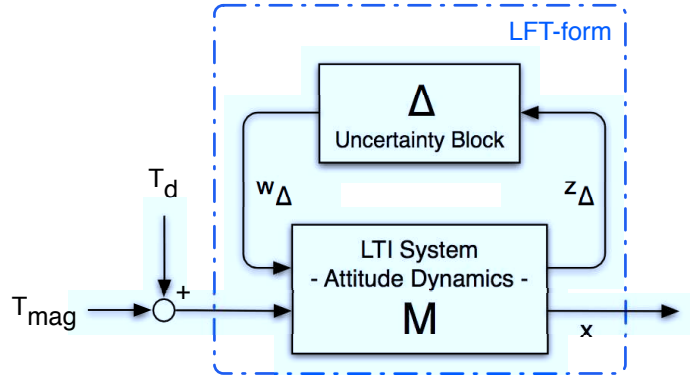 LFT-form
Δ
Uncertainty Block
T_d
w_Δ
z_Δ
LTI System
- Attitude Dynamics -
M
+
T_mag
x